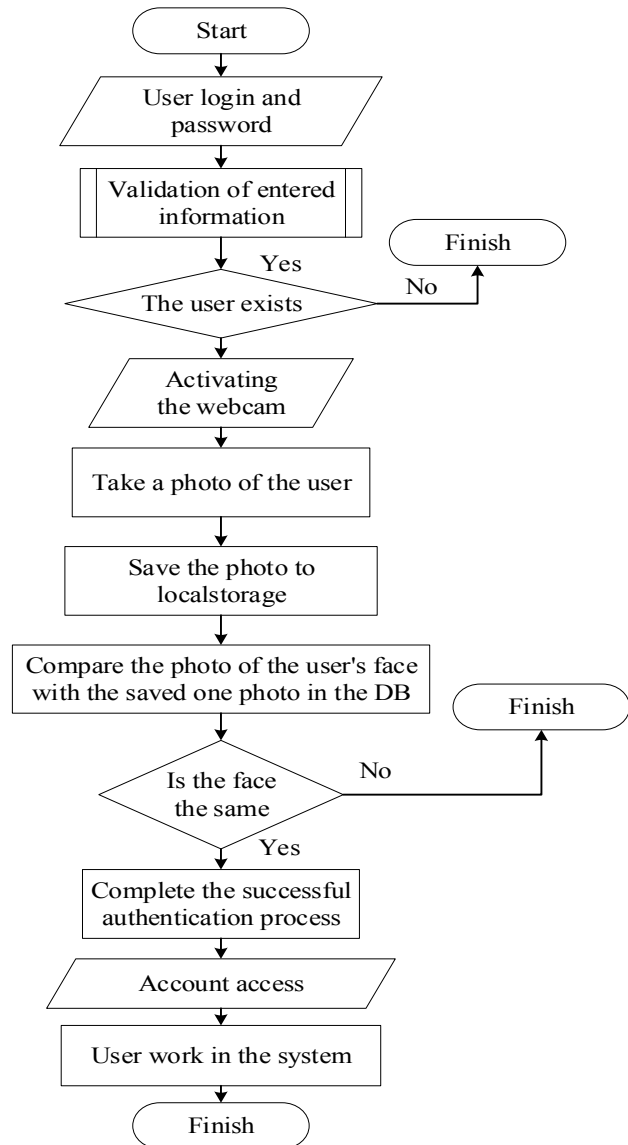 Start
User login and
password
Validation of entered
information
Finish
Yes
No
The user exists
Activating
the webcam
Take a photo of the user
Save the photo to
localstorage
Compare the photo of the user's face
with the saved one photo in the DB
Finish
No
Is the face
the same
Yes
Complete the successful
authentication process
Account access
User work in the system
Finish